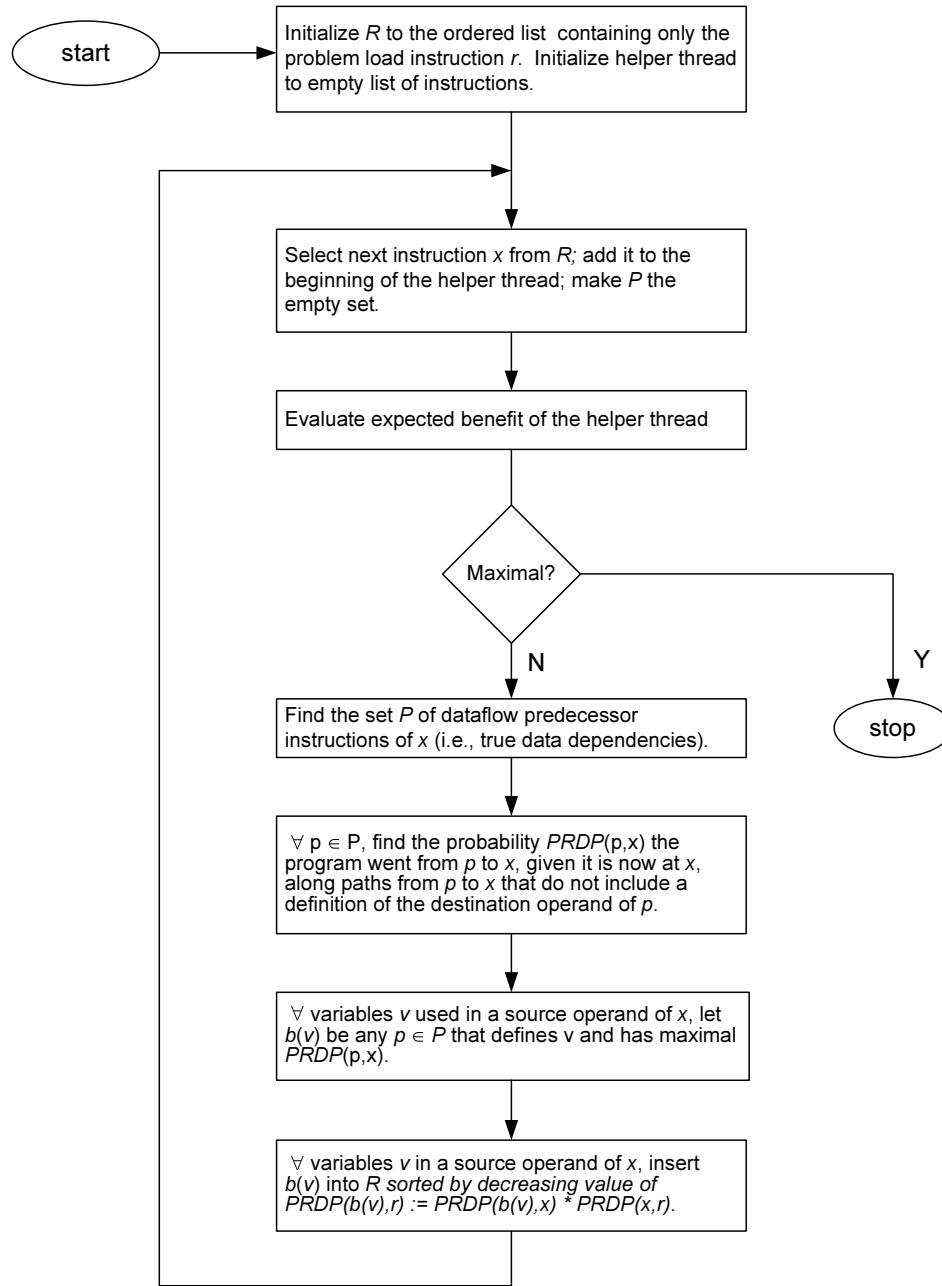 start
Initialize R to the ordered list containing only the
problem load instruction r. Initialize helper thread
to empty list of instructions.
Select next instruction x from R; add it to the
beginning of the helper thread; make P the
empty set.
Evaluate expected benefit of the helper thread
Maximal?
N
Y
Find the set P of dataflow predecessor
instructions of x (i.e., true data dependencies).
stop
∀ p ∈ P, find the probability PRDP(p,x) the
program went from p to x, given it is now at x,
along paths from p to x that do not include a
definition of the destination operand of p.
∀ variables v used in a source operand of x, let
b(v) be any p ∈ P that defines v and has maximal
PRDP(p,x).
∀ variables v in a source operand of x, insert
b(v) into R sorted by decreasing value of
PRDP(b(v),r) := PRDP(b(v),x) * PRDP(x,r).